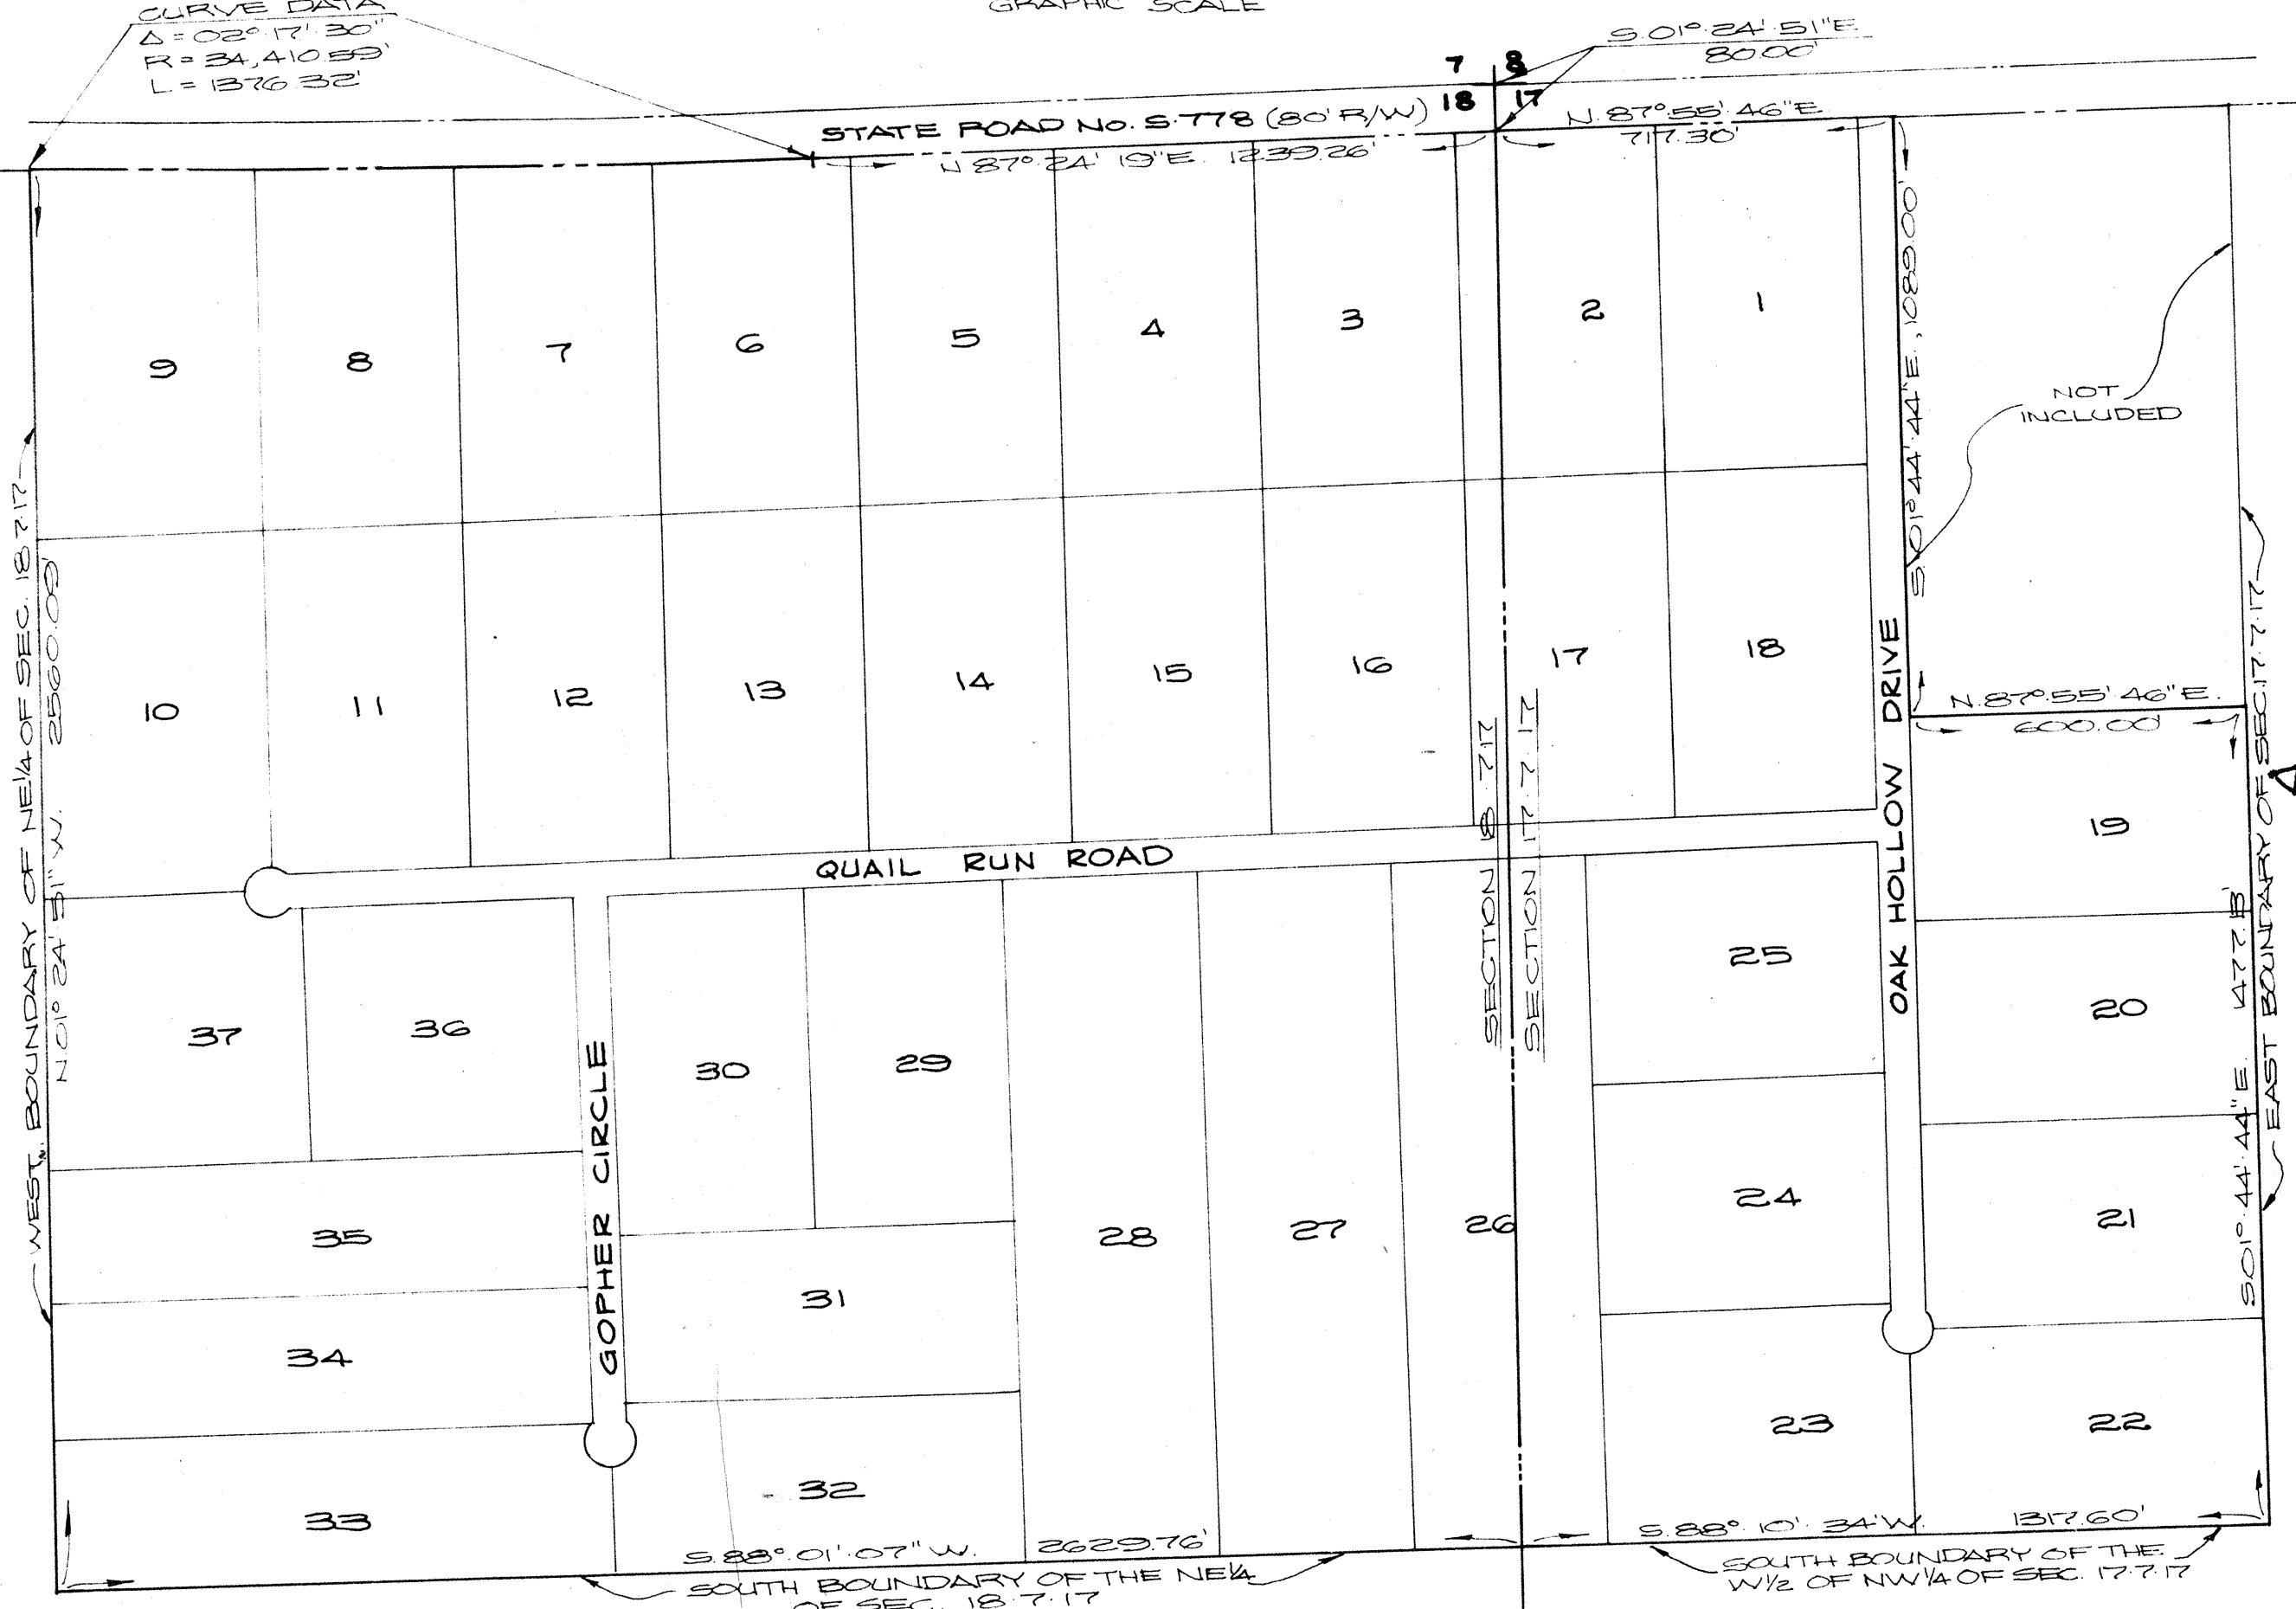 GRAPHIC SCALE
CURVE DATA
Δ = 02° 17' 30"
R = 34,410.59'
L = 1376.32'
S.01°.24'.51"E
80.00'
7 8
18 17
STATE ROAD No. S-778 (80' R/W)
N.87°.55'.46"E.
717.30'
N 87°.24' 19"E. 1239.26'
9 8 7 6 5 4 3 2 1
S.01°.44'.44"E., 1089.00'
NOT
INCLUDED
10 11 12 13 14 15 16 17 18
N.87°.55'.46"E.
600.00'
WEST. BOUNDARY OF NE1/4 OF SEC. 18.7.17
N.01° 24' 51" W. 2560.09'
SECTION 18.7.17
SECTION 17.7.17
OAK HOLLOW DRIVE
EAST BOUNDARY OF SEC.17.7.17
S.01°.44'.44"E.
QUAIL RUN ROAD
GOPHER CIRCLE
19
20
21
22
23
24
25
26
27
28
29
30
31
32
33
34
35
36
37
S.88°.01'.07" W. 2629.76'
SOUTH BOUNDARY OF THE NE1/4
OF SEC. 18.7.17
S.88°.10'.34"W. 1317.60'
SOUTH BOUNDARY OF THE
W1/2 OF NW1/4 OF SEC. 17.7.17